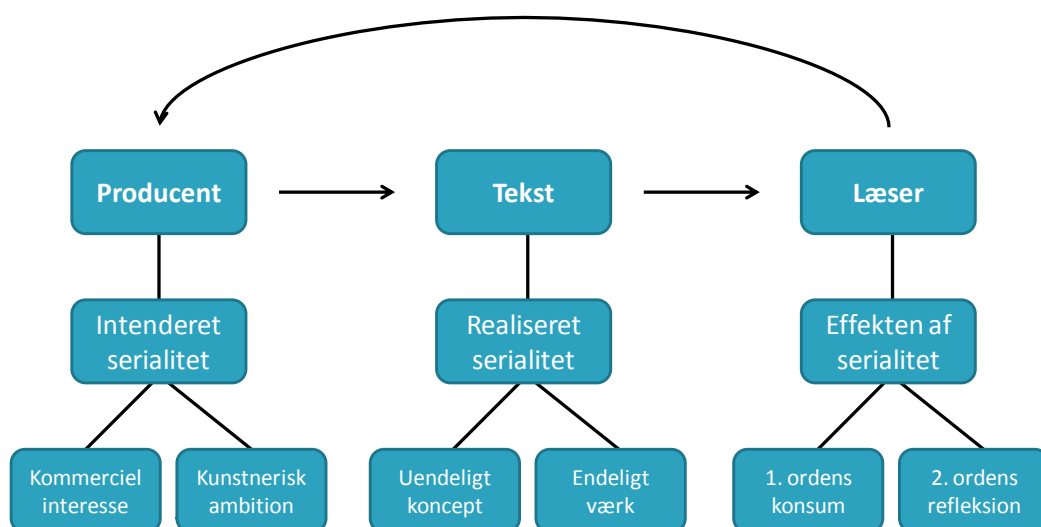 Producent
Tekst
Læser
Intenderet
serialitet
Realiseret
serialitet
Effekten af
serialitet
Kommerciel
interesse
Kunstnerisk
ambition
Uendeligt
koncept
Endeligt
værk
1. ordens
konsum
2. ordens
refleksion